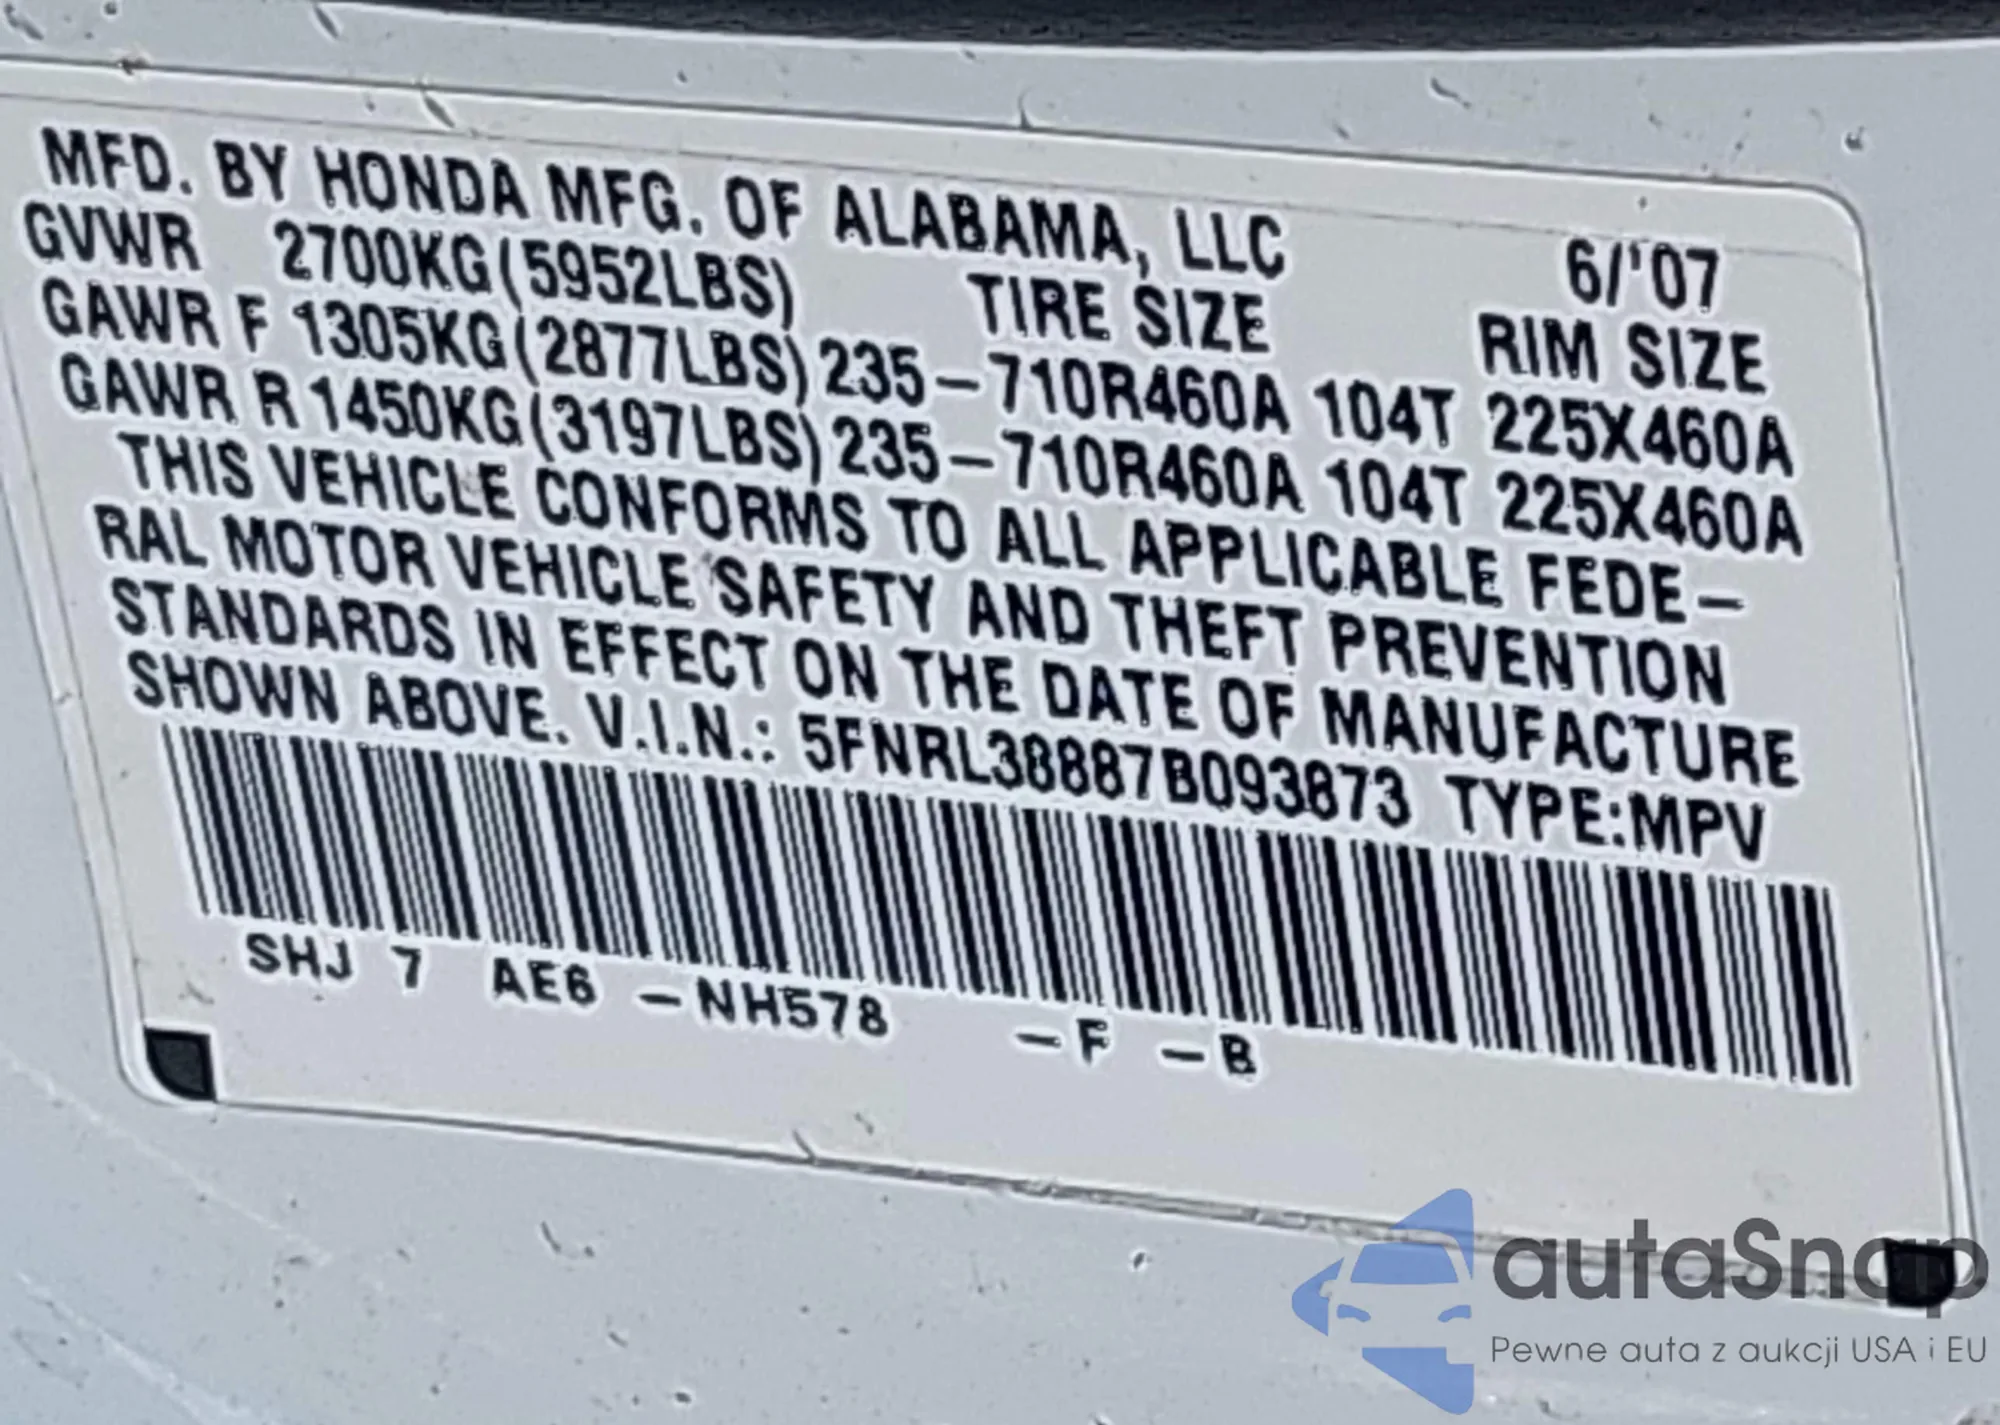 MFD. BY HONDA MFG. OF ALABAMA, LLC 6/'07
GVWR 2700KG(5952LBS) TIRE SIZE RIM SIZE
GAWR F 1305KG(2877LBS) 235-710R460A 104T 225X460A
GAWR R 1450KG(3197LBS) 235-710R460A 104T 225X460A
THIS VEHICLE CONFORMS TO ALL APPLICABLE FEDE-
RAL MOTOR VEHICLE SAFETY AND THEFT PREVENTION
STANDARDS IN EFFECT ON THE DATE OF MANUFACTURE
SHOWN ABOVE. V.I.N.: 5FNRL38887B093873 TYPE:MPV
SHJ 7 AE6 -NH578 -F -B
autaSnap
Pewne auta z aukcji USA i EU